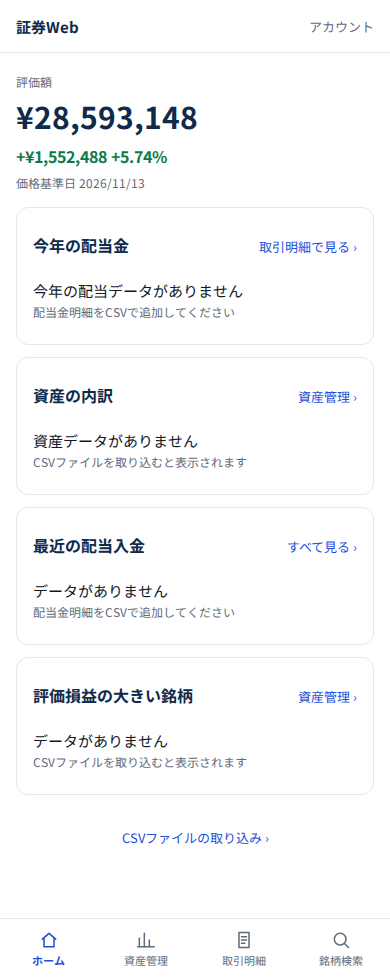 証券Web
アカウント
評価額
¥28,593,148
+¥1,552,488 +5.74%
価格基準日 2026/11/13
今年の配当金
取引明細で見る ›
今年の配当データがありません
配当金明細をCSVで追加してください
資産の内訳
資産管理 ›
資産データがありません
CSVファイルを取り込むと表示されます
最近の配当入金
すべて見る ›
データがありません
配当金明細をCSVで追加してください
評価損益の大きい銘柄
資産管理 ›
データがありません
CSVファイルを取り込むと表示されます
CSVファイルの取り込み ›
ホーム
資産管理
取引明細
銘柄検索